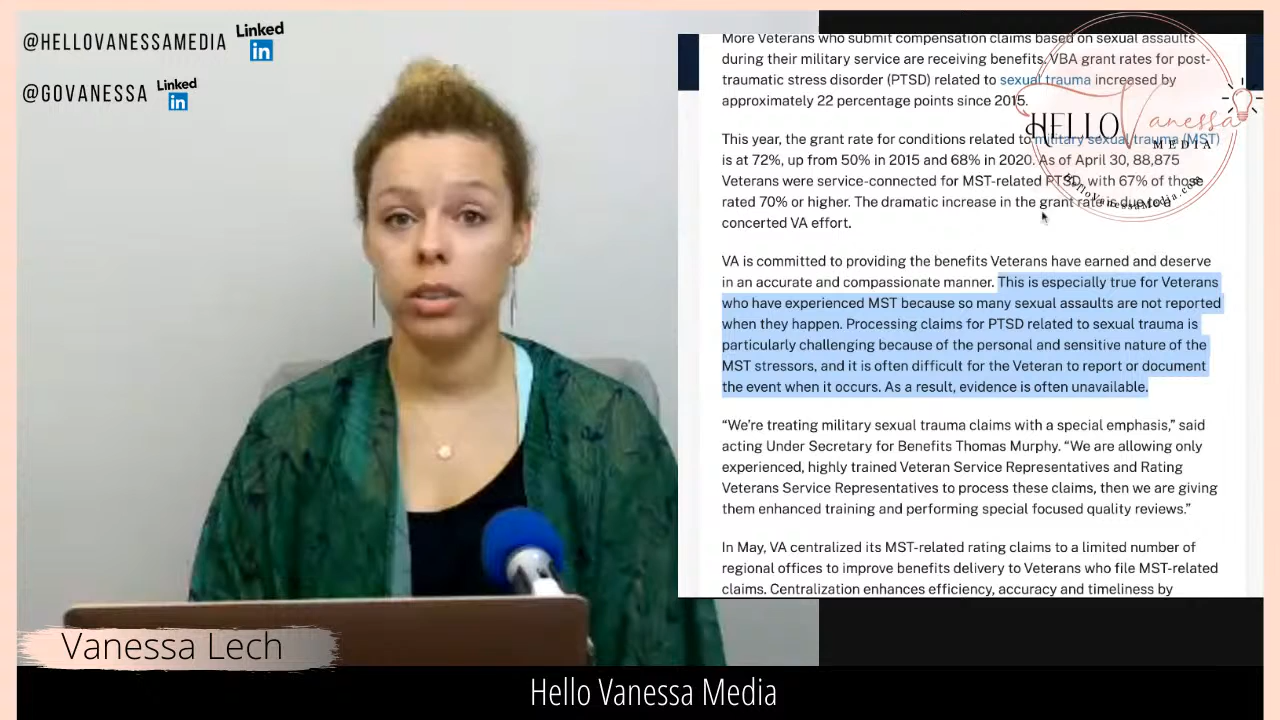 @HELLOVANESSAMEDIA
Linked
in
@GOVANESSA
Linked
in
More Veterans who submit compensation claims based on sexual assaults
during their military service are receiving benefits. VBA grant rates for post-
traumatic stress disorder (PTSD) related to sexual trauma increased by
approximately 22 percentage points since 2015.
This year, the grant rate for conditions related to military sexual trauma (MST)
is at 72%, up from 50% in 2015 and 68% in 2020. As of April 30, 88,875
Veterans were service-connected for MST-related PTSD, with 67% of those
rated 70% or higher. The dramatic increase in the grant rate is due to a
concerted VA effort.
VA is committed to providing the benefits Veterans have earned and deserve
in an accurate and compassionate manner. This is especially true for Veterans
who have experienced MST because so many sexual assaults are not reported
when they happen. Processing claims for PTSD related to sexual trauma is
particularly challenging because of the personal and sensitive nature of the
MST stressors, and it is often difficult for the Veteran to report or document
the event when it occurs. As a result, evidence is often unavailable.
“We’re treating military sexual trauma claims with a special emphasis,” said
acting Under Secretary for Benefits Thomas Murphy. “We are allowing only
experienced, highly trained Veteran Service Representatives and Rating
Veterans Service Representatives to process these claims, then we are giving
them enhanced training and performing special focused quality reviews.”
In May, VA centralized its MST-related rating claims to a limited number of
regional offices to improve benefits delivery to Veterans who file MST-related
claims. Centralization enhances efficiency, accuracy and timeliness by
HELLO Vanessa
MEDIA
HelloVanessaMedia.com
Vanessa Lech
Hello Vanessa Media